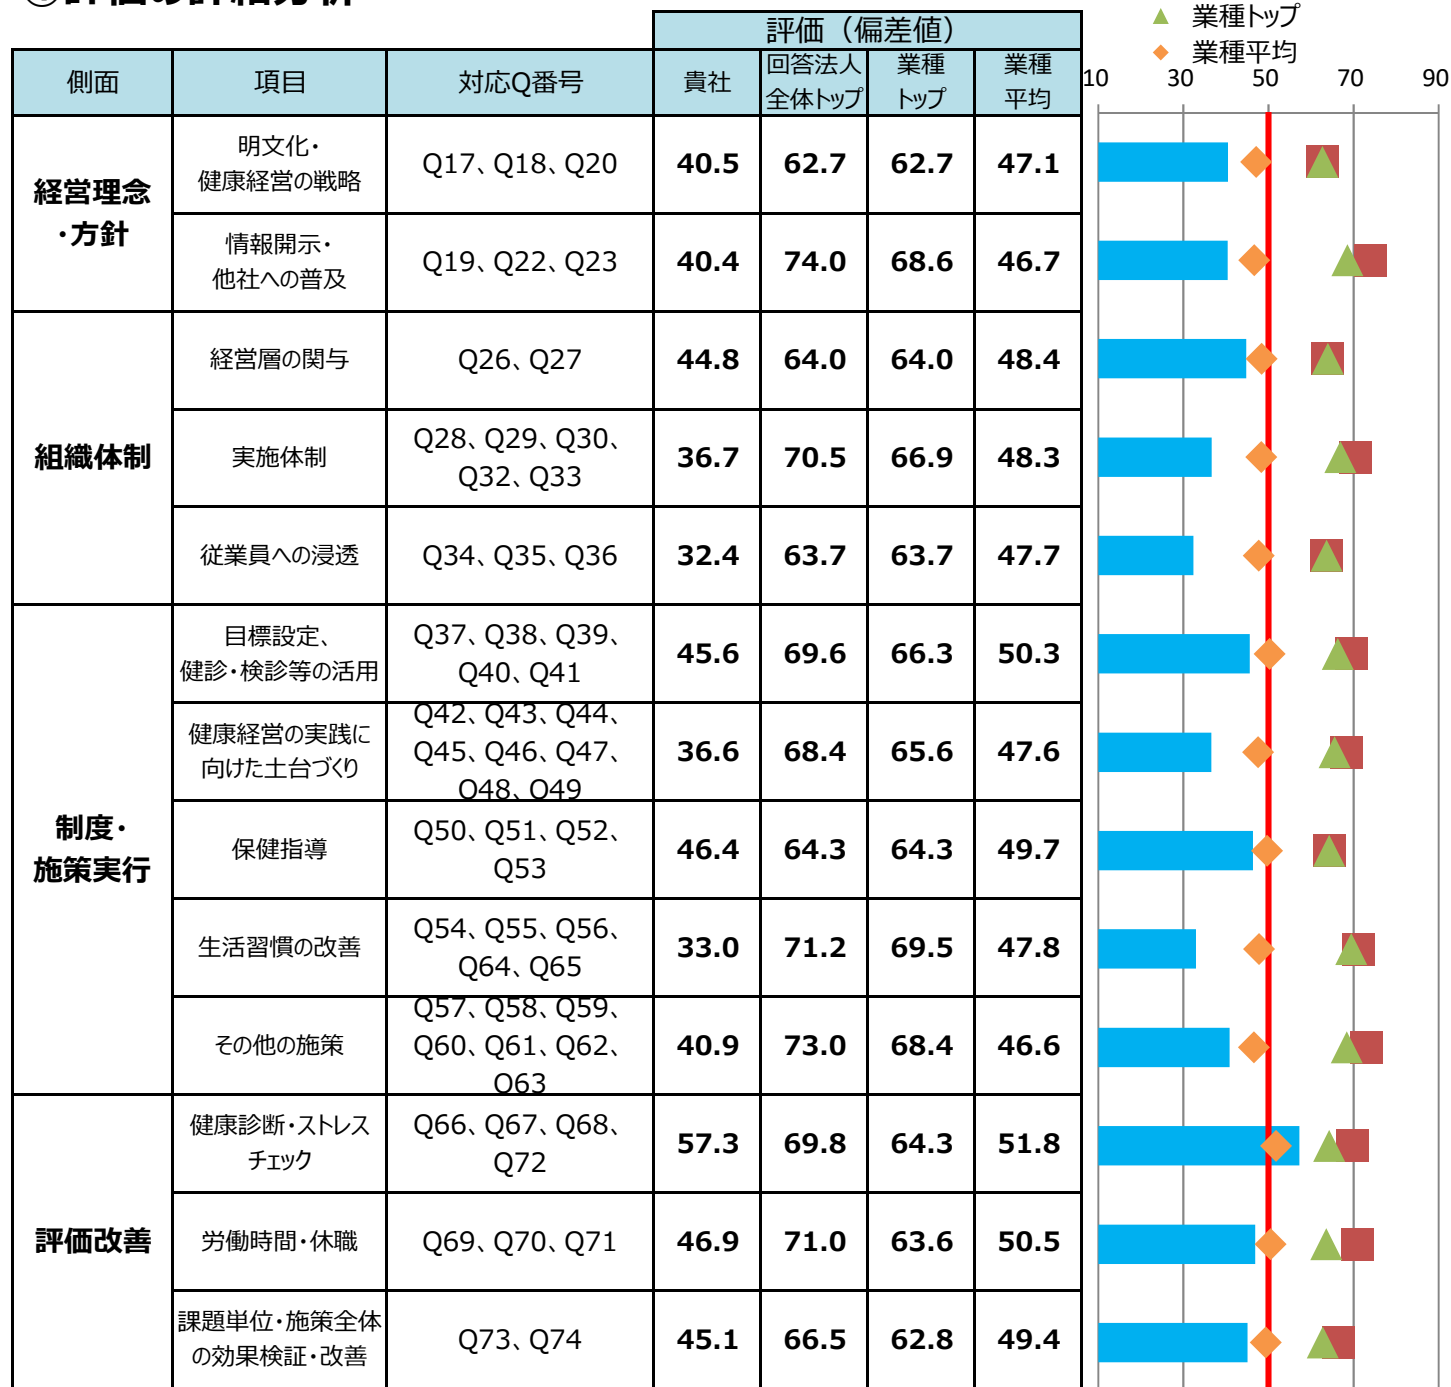 評価(偏差値)
▲ 業種トップ
◆ 業種平均
側面 項目 対応Q番号 貴社 回答法人 業種 業種
全体トップ トップ 平均
10 30 50 70 90
経営理念
・方針
明文化・
健康経営の戦略
Q17、Q18、Q20 40.5 62.7 62.7 47.1
情報開示・
他社への普及
Q19、Q22、Q23 40.4 74.0 68.6 46.7
組織体制
経営層の関与 Q26、Q27 44.8 64.0 64.0 48.4
実施体制
Q28、Q29、Q30、
Q32、Q33
36.7 70.5 66.9 48.3
従業員への浸透 Q34、Q35、Q36 32.4 63.7 63.7 47.7
制度・
施策実行
目標設定、
健診・検診等の活用
Q37、Q38、Q39、
Q40、Q41
45.6 69.6 66.3 50.3
健康経営の実践に
向けた土台づくり
Q42、Q43、Q44、
Q45、Q46、Q47、
Q48、Q49
36.6 68.4 65.6 47.6
保健指導
Q50、Q51、Q52、
Q53
46.4 64.3 64.3 49.7
生活習慣の改善
Q54、Q55、Q56、
Q64、Q65
33.0 71.2 69.5 47.8
その他の施策
Q57、Q58、Q59、
Q60、Q61、Q62、
Q63
40.9 73.0 68.4 46.6
評価改善
健康診断・ストレス
チェック
Q66、Q67、Q68、
Q72
57.3 69.8 64.3 51.8
労働時間・休職 Q69、Q70、Q71 46.9 71.0 63.6 50.5
課題単位・施策全体
の効果検証・改善
Q73、Q74 45.1 66.5 62.8 49.4